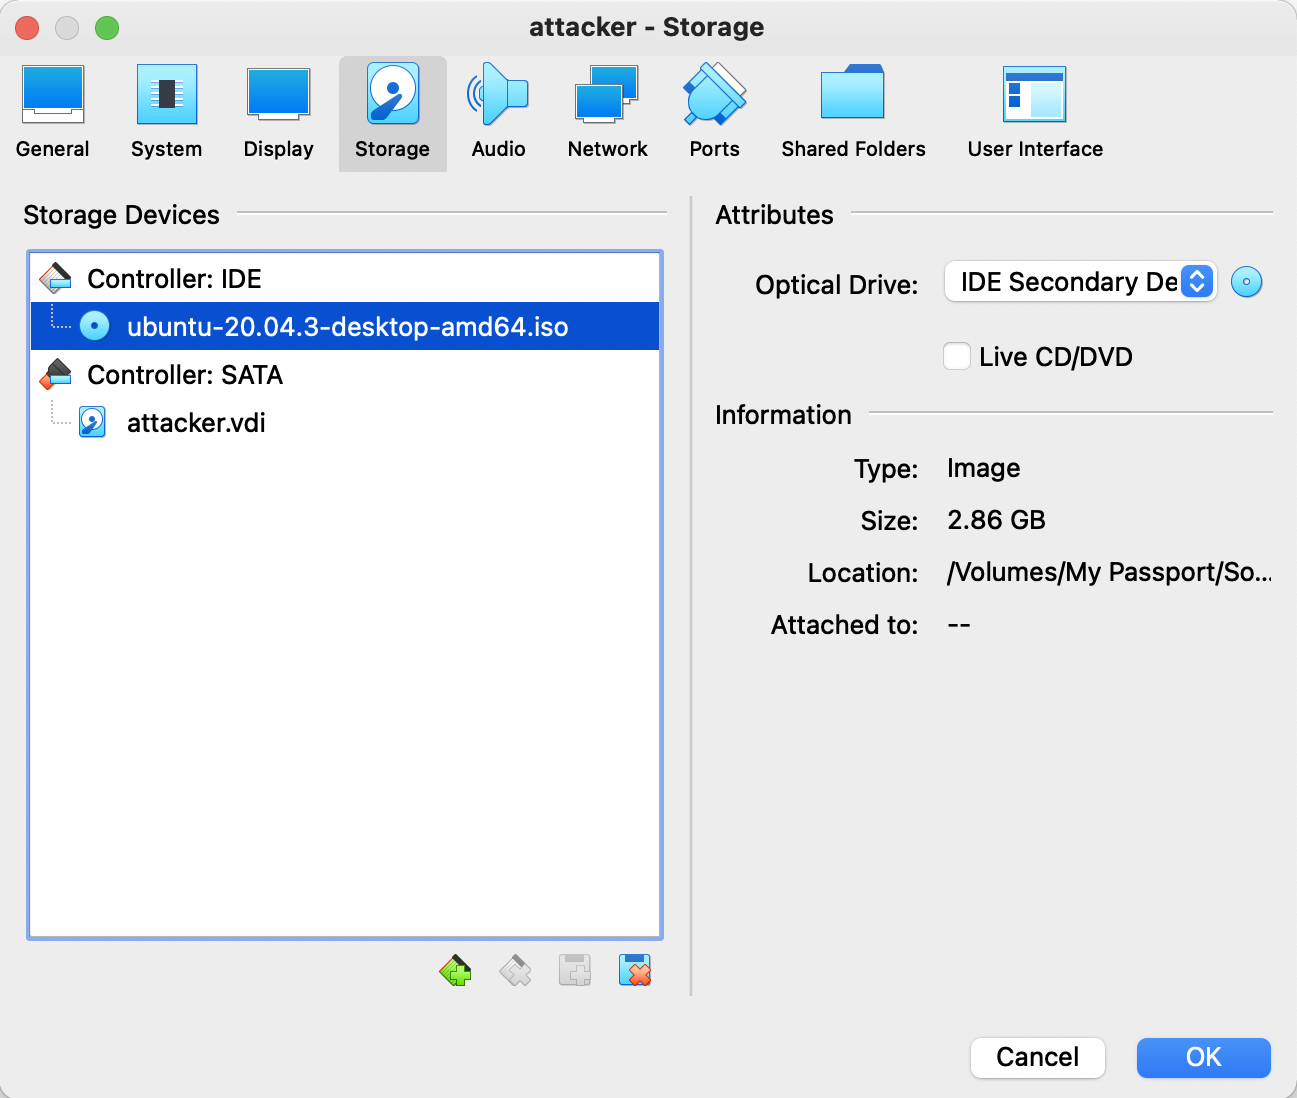 attacker - Storage
General
System
Display
Storage
Audio
Network
Ports
Shared Folders
User Interface
Storage Devices
Controller: IDE
ubuntu-20.04.3-desktop-amd64.iso
Controller: SATA
attacker.vdi
Attributes
Optical Drive: IDE Secondary De
Live CD/DVD
Information
Type: Image
Size: 2.86 GB
Location: /Volumes/My Passport/So...
Attached to: --
Cancel
OK